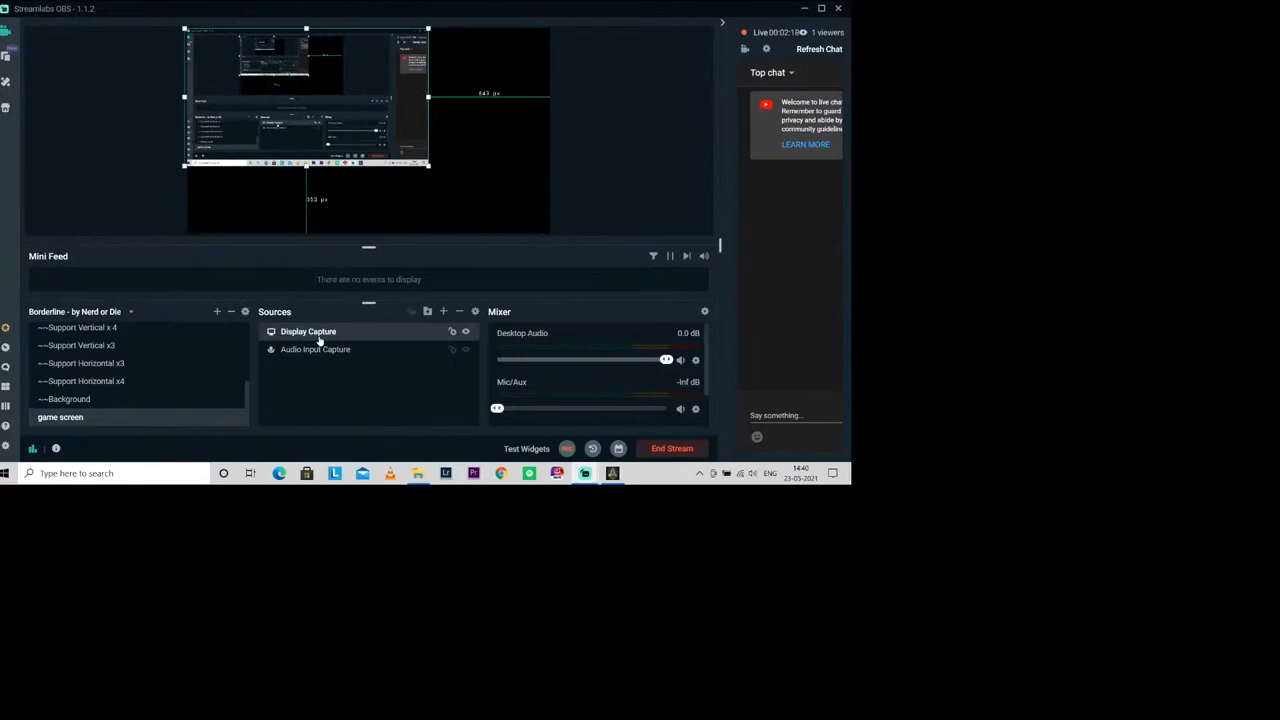 Streamlabs OBS - 1.1.2
Live 00:02:18 1 viewers
Refresh Chat
Top chat
Welcome to live chat
Remember to guard
privacy and abide by
community guideline
LEARN MORE
643 px
353 px
Mini Feed
There are no events to display
Borderline - by Nerd or Die
~~Support Vertical x 4
~~Support Vertical x3
~~Support Horizontal x3
~~Support Horizontal x4
~~Background
game screen
Sources
Display Capture
Audio Input Capture
Mixer
Desktop Audio 0.0 dB
Mic/Aux -Inf dB
Say something...
Test Widgets
REC
End Stream
Type here to search
ENG
14:40
23-05-2021